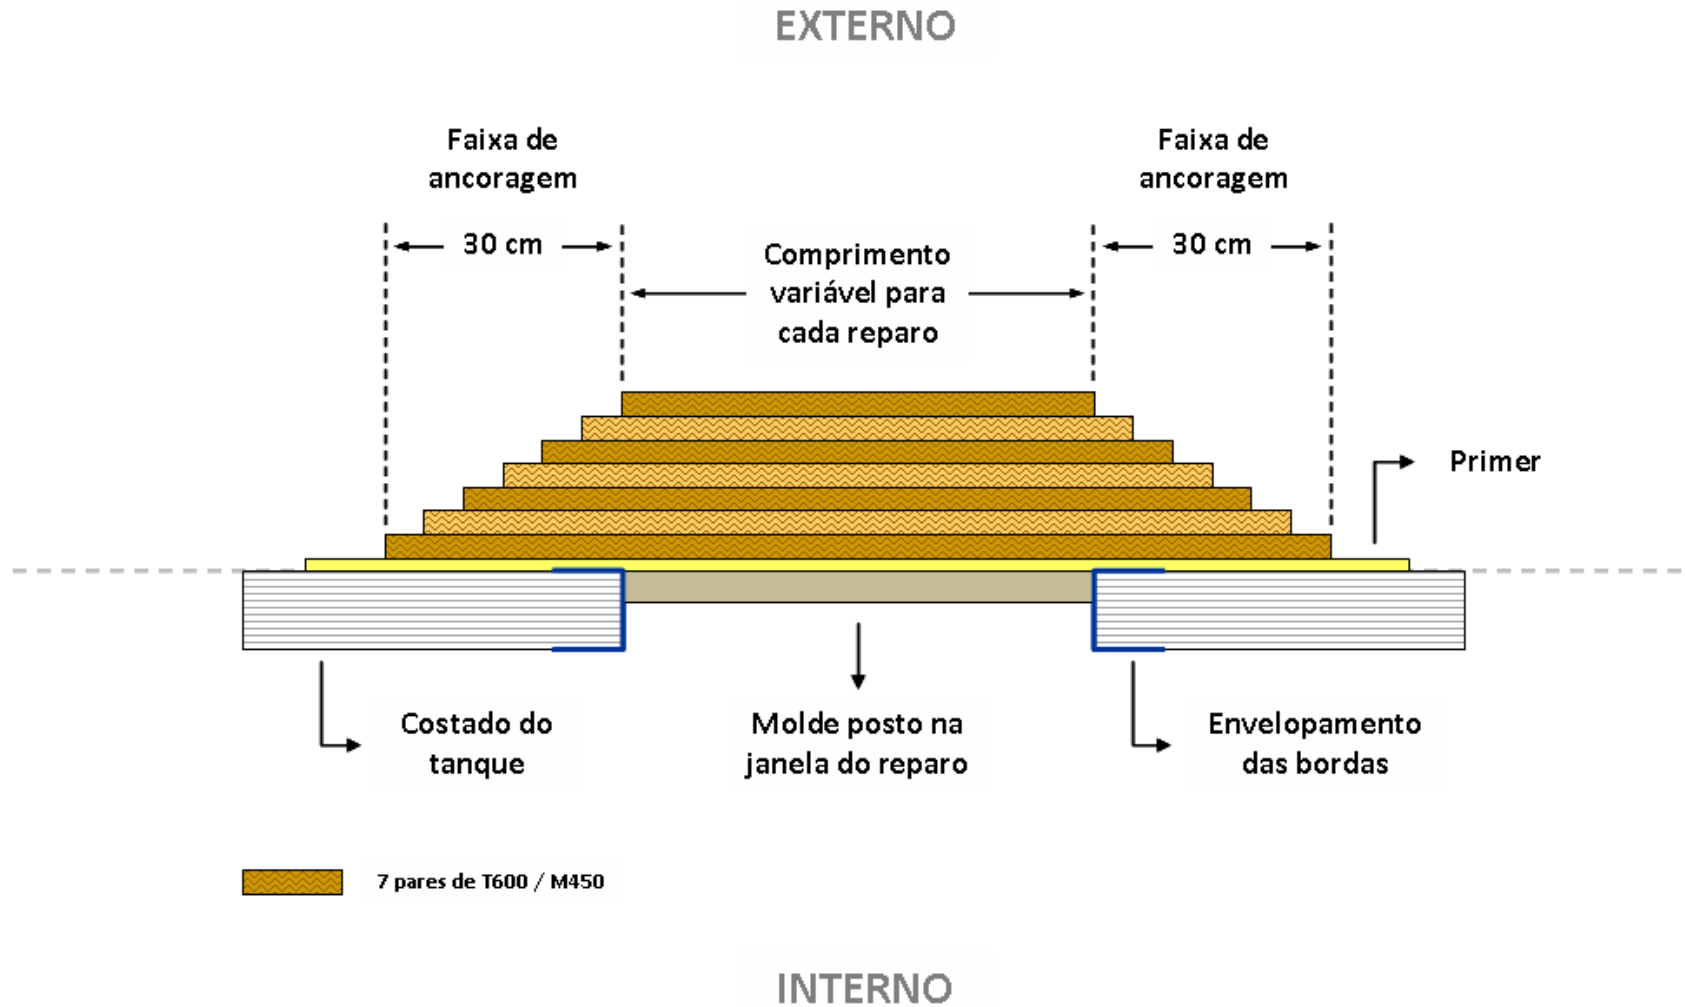 EXTERNO
Faixa de
ancoragem
Faixa de
ancoragem
30 cm
30 cm
Comprimento
variável para
cada reparo
Primer
Costado do
tanque
Molde posto na
janela do reparo
Envelopamento
das bordas
7 pares de T600 / M450
INTERNO